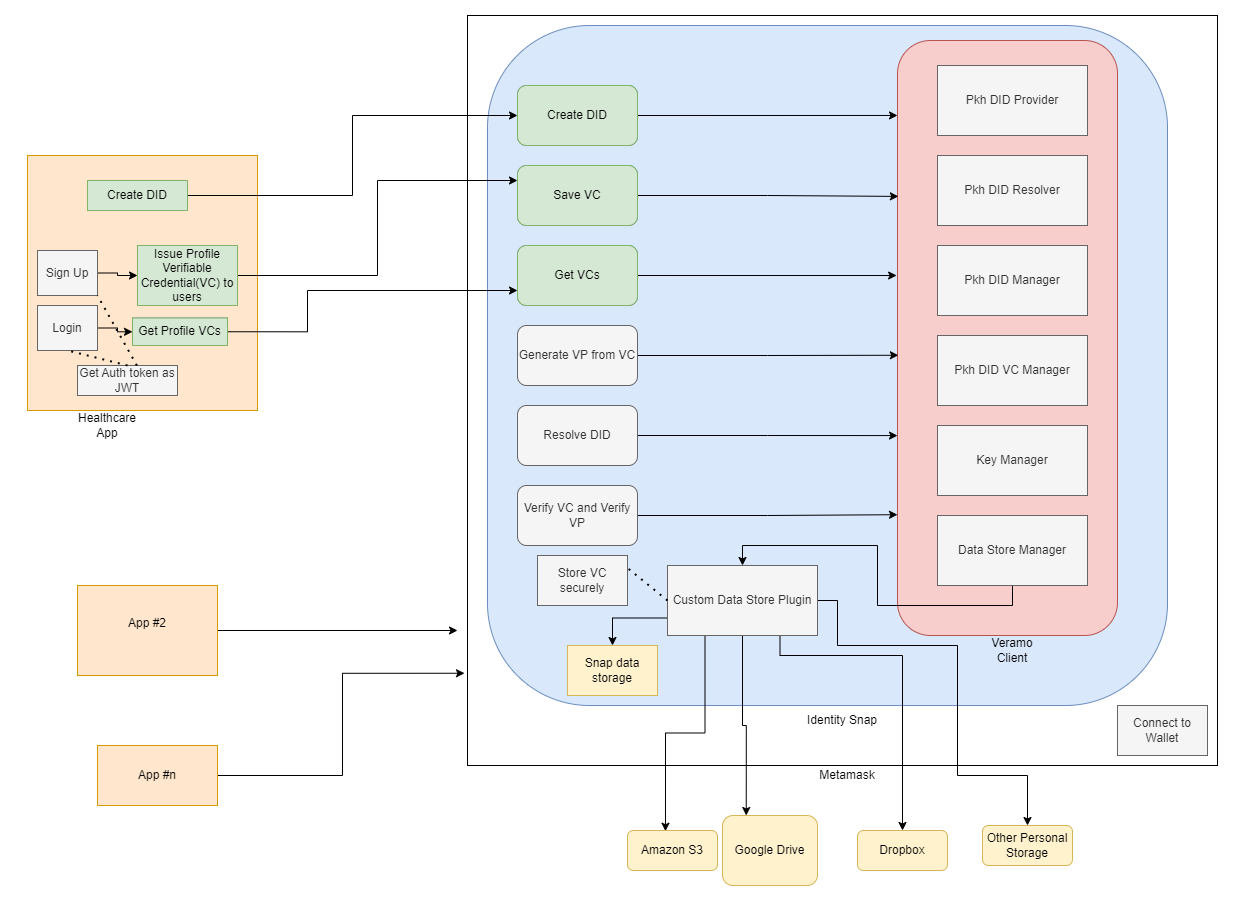 Create DID
Sign Up
Issue Profile
Verifiable
Credential(VC) to
users
Login
Get Profile VCs
Get Auth token as
JWT
Healthcare
App
App #2
App #n
Create DID
Save VC
Get VCs
Generate VP from VC
Resolve DID
Verify VC and Verify
VP
Store VC
securely
Custom Data Store Plugin
Snap data
storage
Pkh DID Provider
Pkh DID Resolver
Pkh DID Manager
Pkh DID VC Manager
Key Manager
Data Store Manager
Veramo
Client
Identity Snap
Connect to
Wallet
Metamask
Amazon S3
Google Drive
Dropbox
Other Personal
Storage